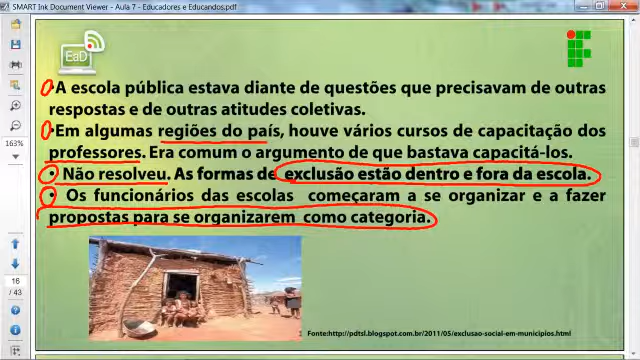 SMART Ink Document Viewer - Aula 7 - Educadores e Educandos.pdf
EaD
A escola pública estava diante de questões que precisavam de outras
respostas e de outras atitudes coletivas.
•Em algumas regiões do país, houve vários cursos de capacitação dos
professores. Era comum o argumento de que bastava capacitá-los.
• Não resolveu. As formas de exclusão estão dentro e fora da escola.
• Os funcionários das escolas começaram a se organizar e a fazer
propostas para se organizarem como categoria.
163%
16
/ 43
Fonte:http://pdtsl.blogspot.com.br/2011/05/exclusao-social-em-municipios.html